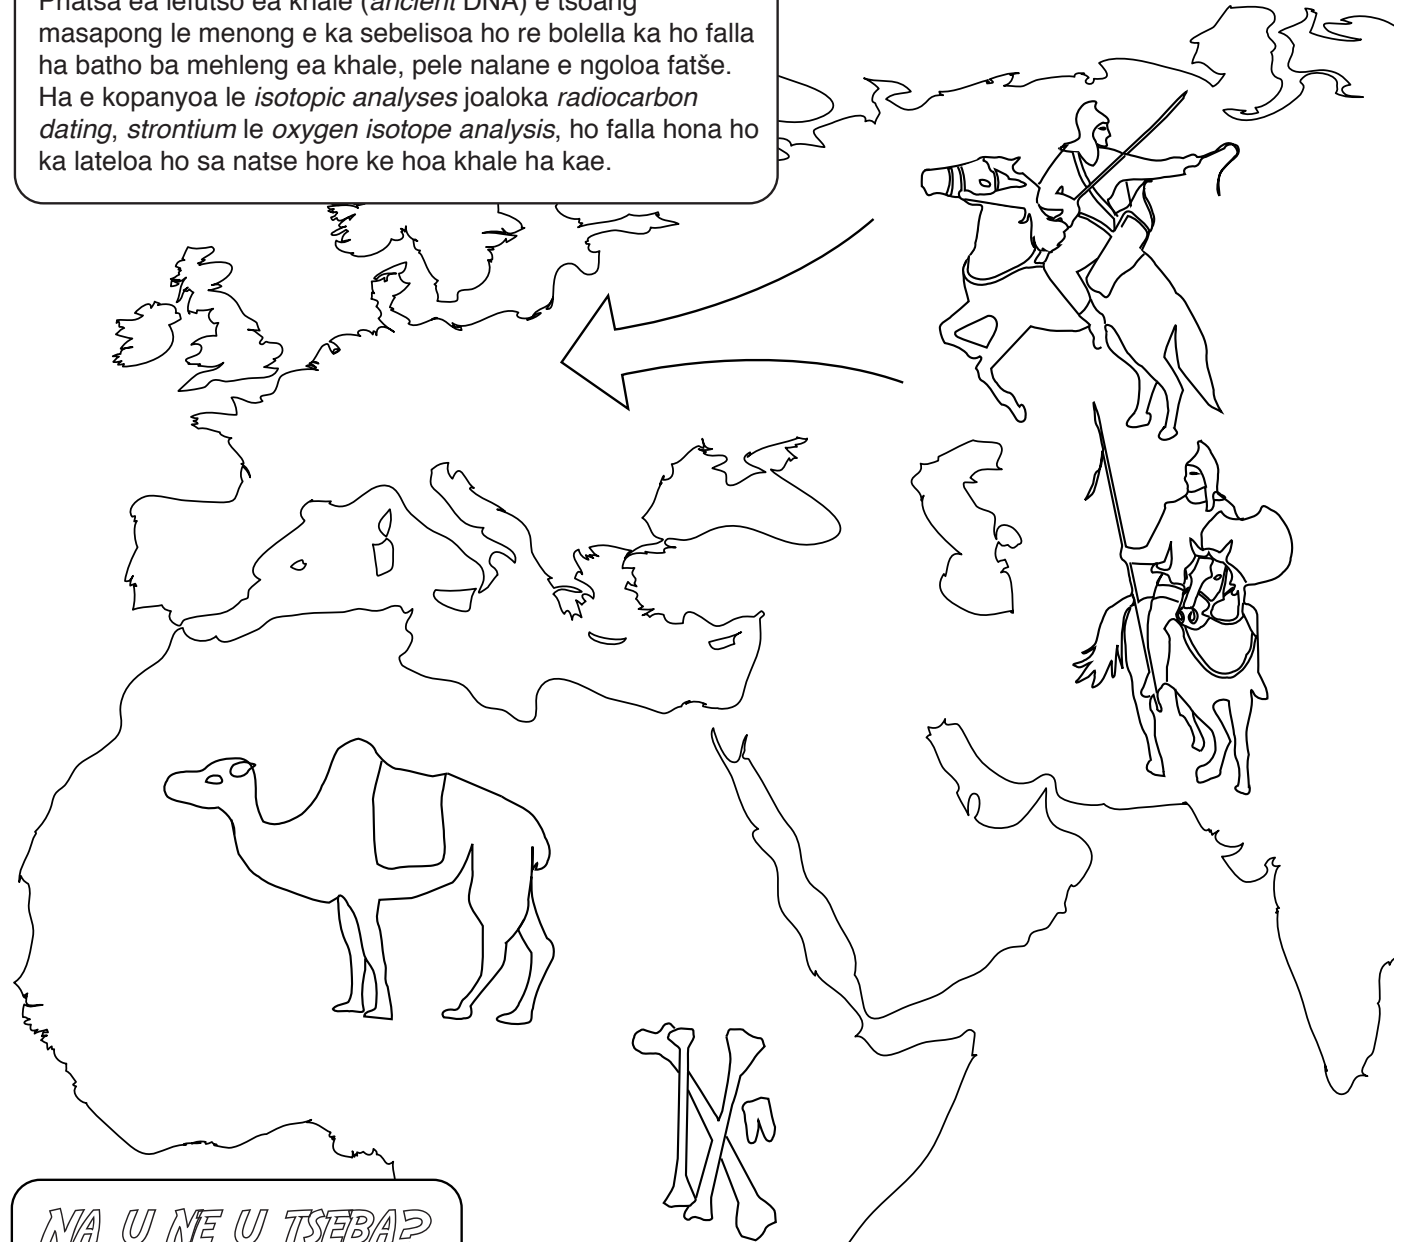 Phatsa ea lefutso ea khale (ancient DNA) e tsoang
masapong le menong e ka sebelisoa ho re bolella ka ho falla
ha batho ba mehleng ea khale, pele nalane e ngoloa fatše.
Ha e kopanyoa le isotopic analyses joaloka radiocarbon
dating, strontium le oxygen isotope analysis, ho falla hona ho
ka lateloa ho sa natse hore ke hoa khale ha kae.
NA U NE U TSEBA?